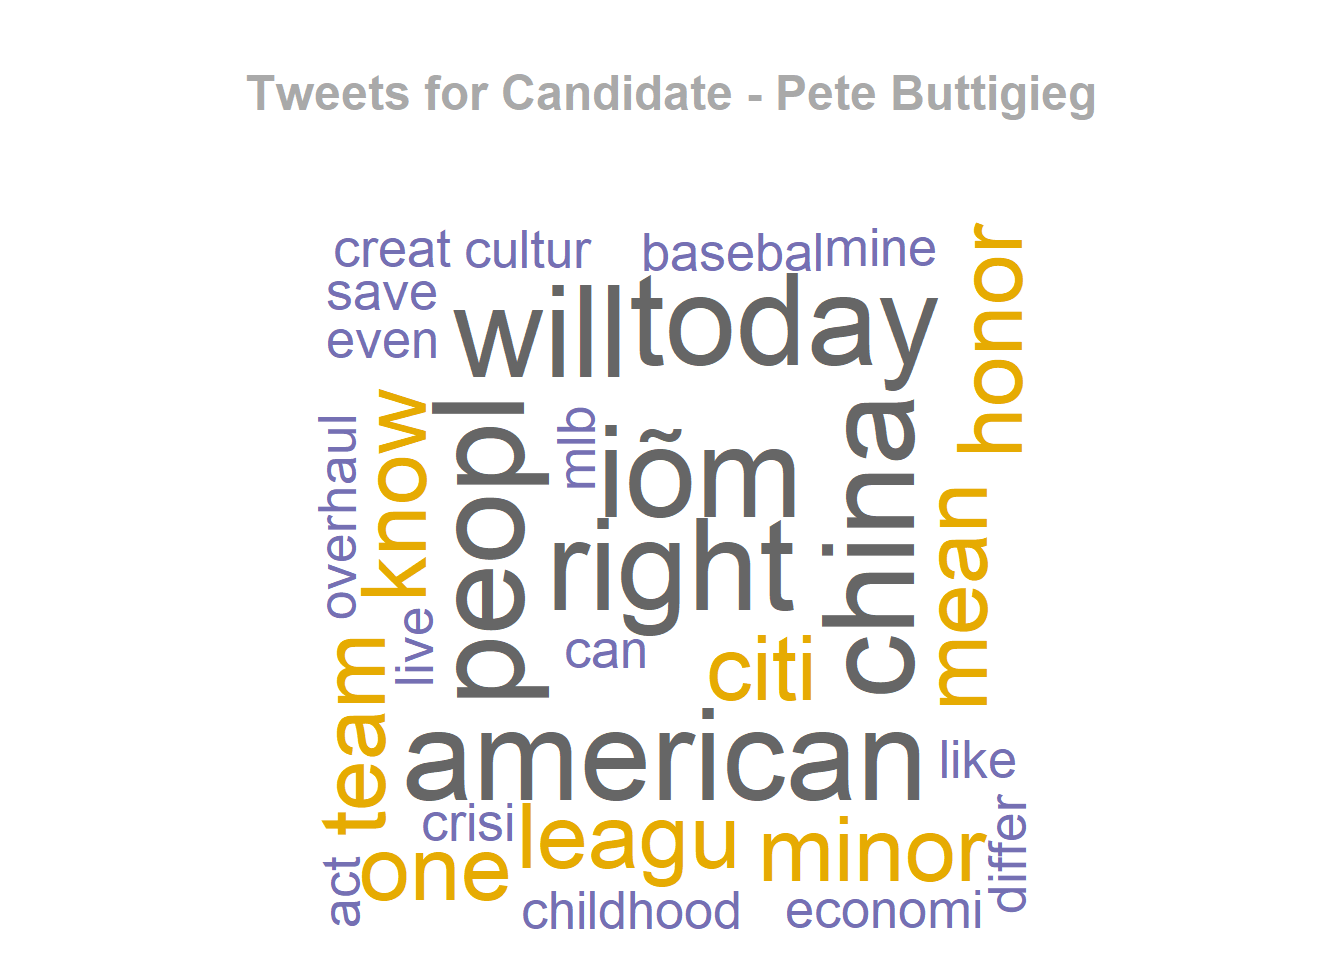 Tweets for Candidate - Pete Buttigieg
creat
cultur
basebal
mine
honor
save
even
will
today
overhaul
know
peopl
mlb
iõm
china
right
mean
live
can
citi
team
american
like
crisi
leagu
minor
differ
act
one
childhood
economi